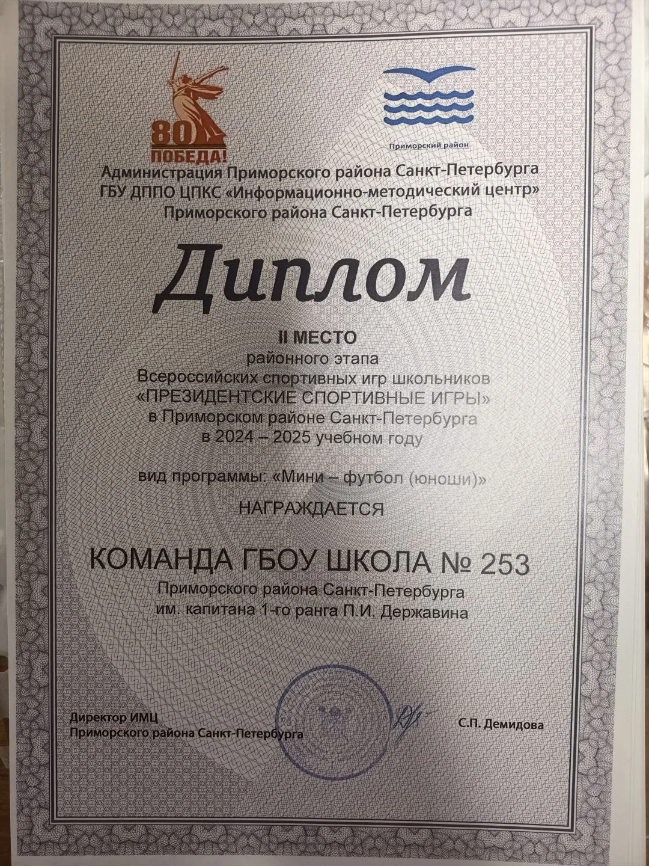 80
ПОБЕДА!
Приморский район
Администрация Приморского района Санкт-Петербурга
ГБУ ДППО ЦПКС «Информационно-методический центр»
Приморского района Санкт-Петербурга
Диплом
II МЕСТО
районного этапа
Всероссийских спортивных игр школьников
«ПРЕЗИДЕНТСКИЕ СПОРТИВНЫЕ ИГРЫ»
в Приморском районе Санкт-Петербурга
в 2024 – 2025 учебном году
вид программы: «Мини – футбол (юноши)»
НАГРАЖДАЕТСЯ
КОМАНДА ГБОУ ШКОЛА № 253
Приморского района Санкт-Петербурга
им. капитана 1-го ранга П.И. Державина
Директор ИМЦ
Приморского района Санкт-Петербурга
С.П. Демидова